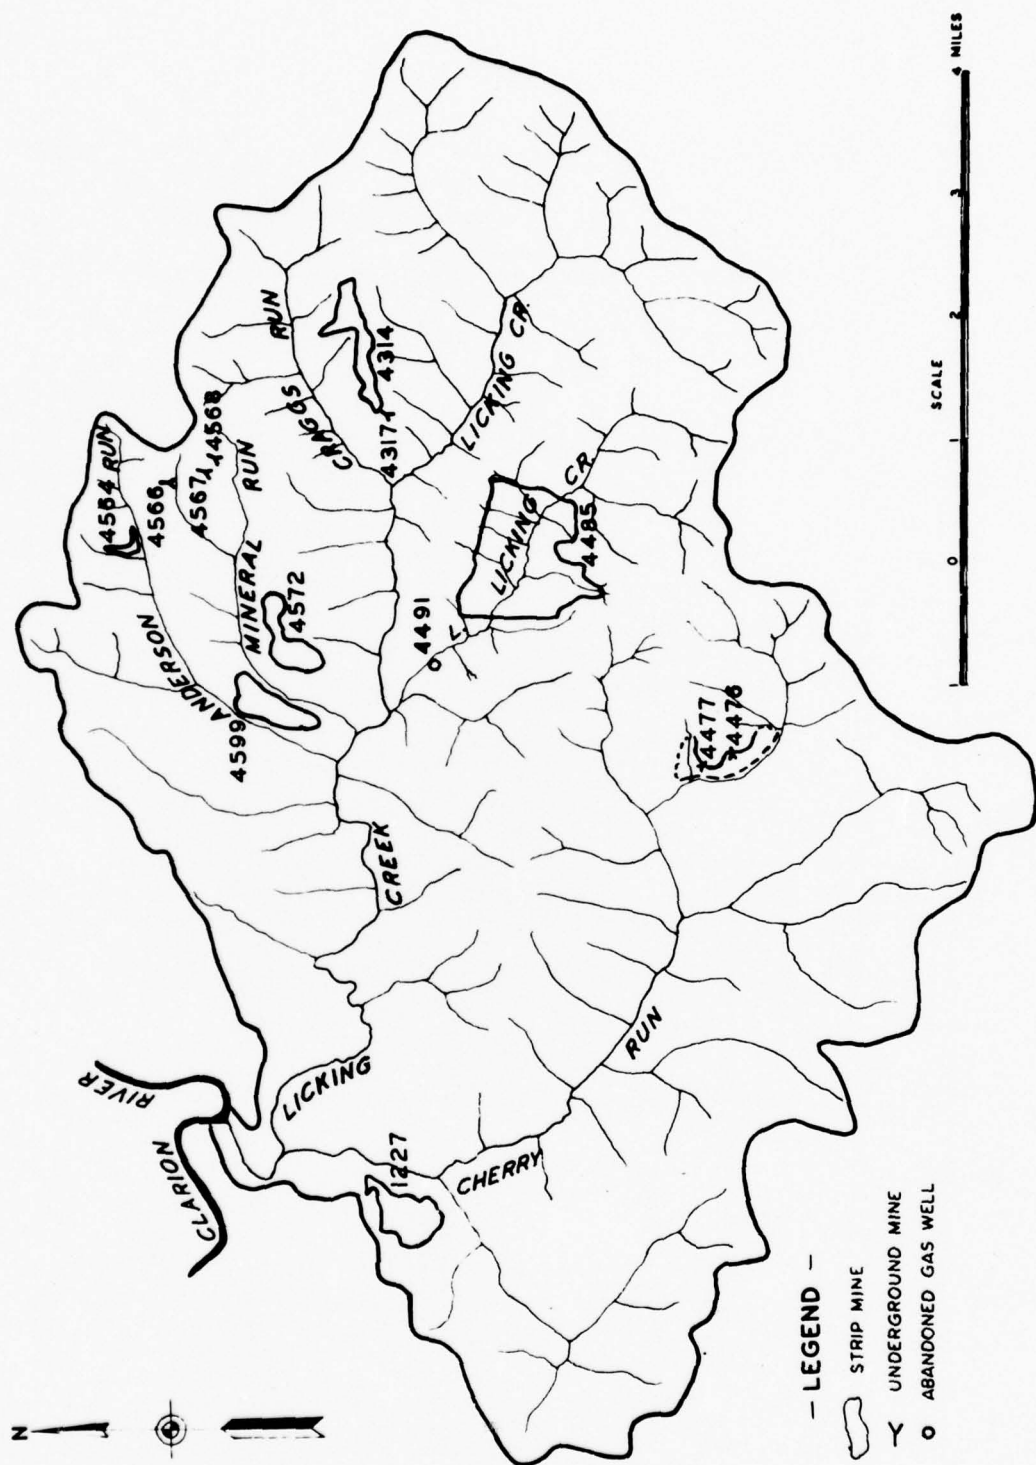 N
CLARION
RIVER
LICKING
CREEK
1227
CHERRY
RUN
ANDERSON
RUN
4564
4566
4567
4568
MINERAL
RUN
4599
4572
CRAGGS
RUN
4314
4317
LICKING CR.
4491
L.
LICKING
CR.
4485
4477
4476
– LEGEND –
STRIP MINE
UNDERGROUND MINE
ABANDONED GAS WELL
SCALE
1 0 1 2 3 4 MILES